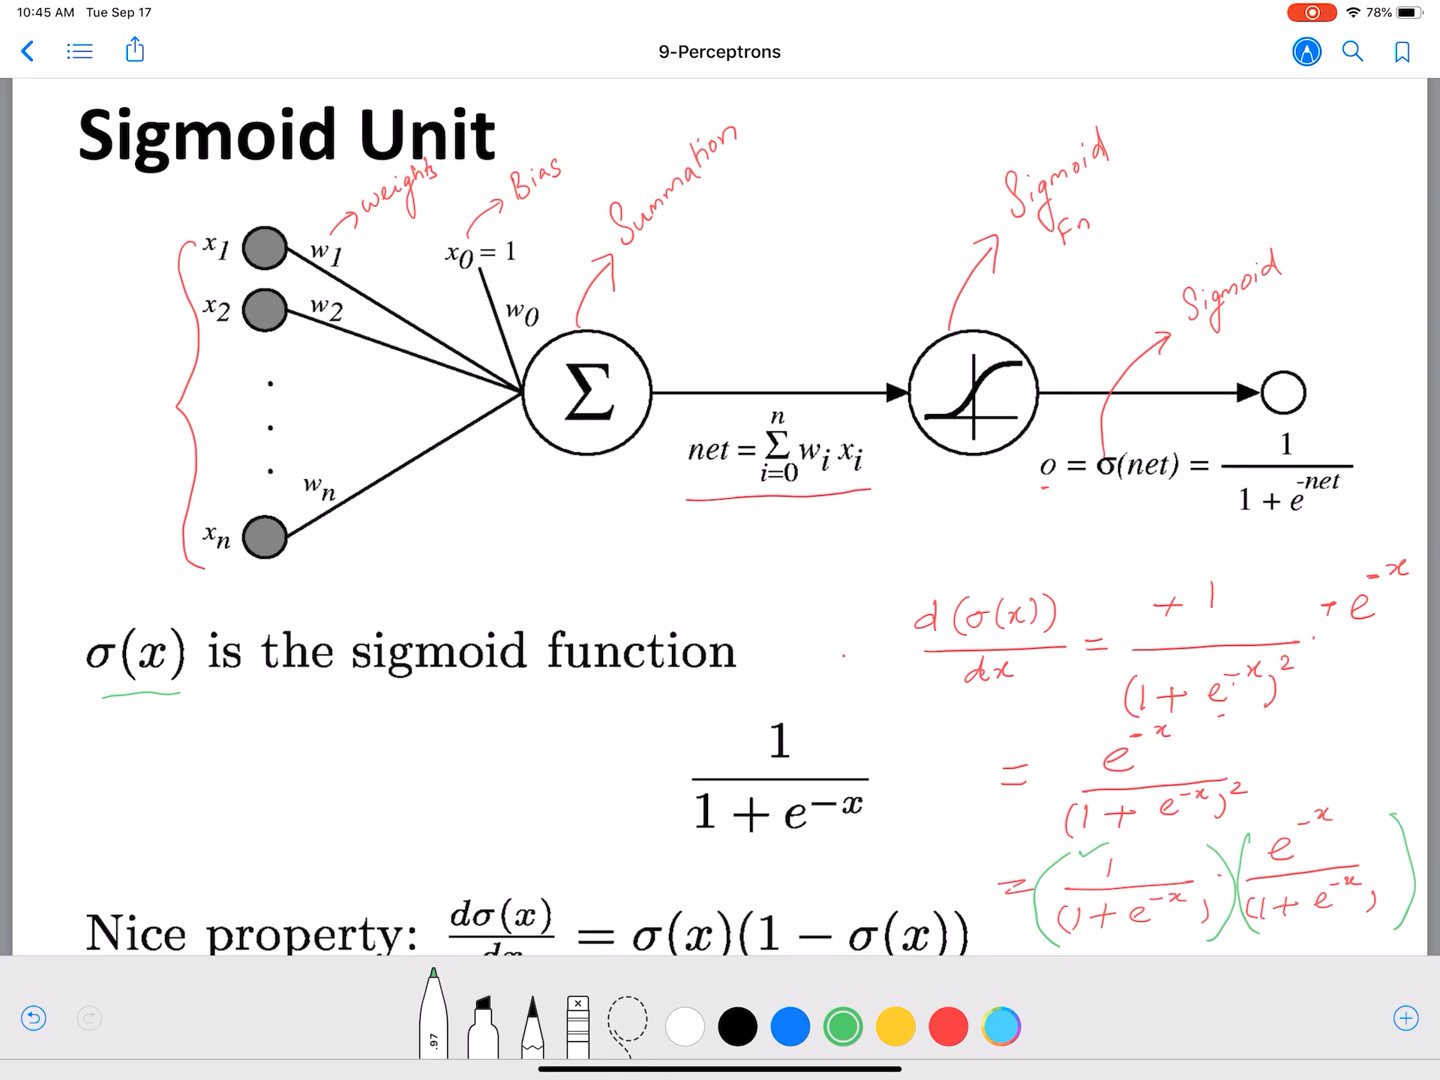 10:45 AM Tue Sep 17
78%
9-Perceptrons
Sigmoid Unit
weights
Bias
Summation
Sigmoid
Fn
Sigmoid
x1 w1
x0 = 1
x2 w2
w0
Σ
wn
xn
net = Σ i=0 n wi xi
o = σ(net) = 1 / 1 + e^-net
d(σ(x))/dx = +1/(1 + e^-x)^2 · + e^-x
σ(x) is the sigmoid function
= e^-x/(1 + e^-x)^2
1 / 1 + e^−x
= (1/(1 + e^-x)) · (e^-x/(1 + e^-x))
Nice property: dσ(x)/dx = σ(x)(1 − σ(x))
.97